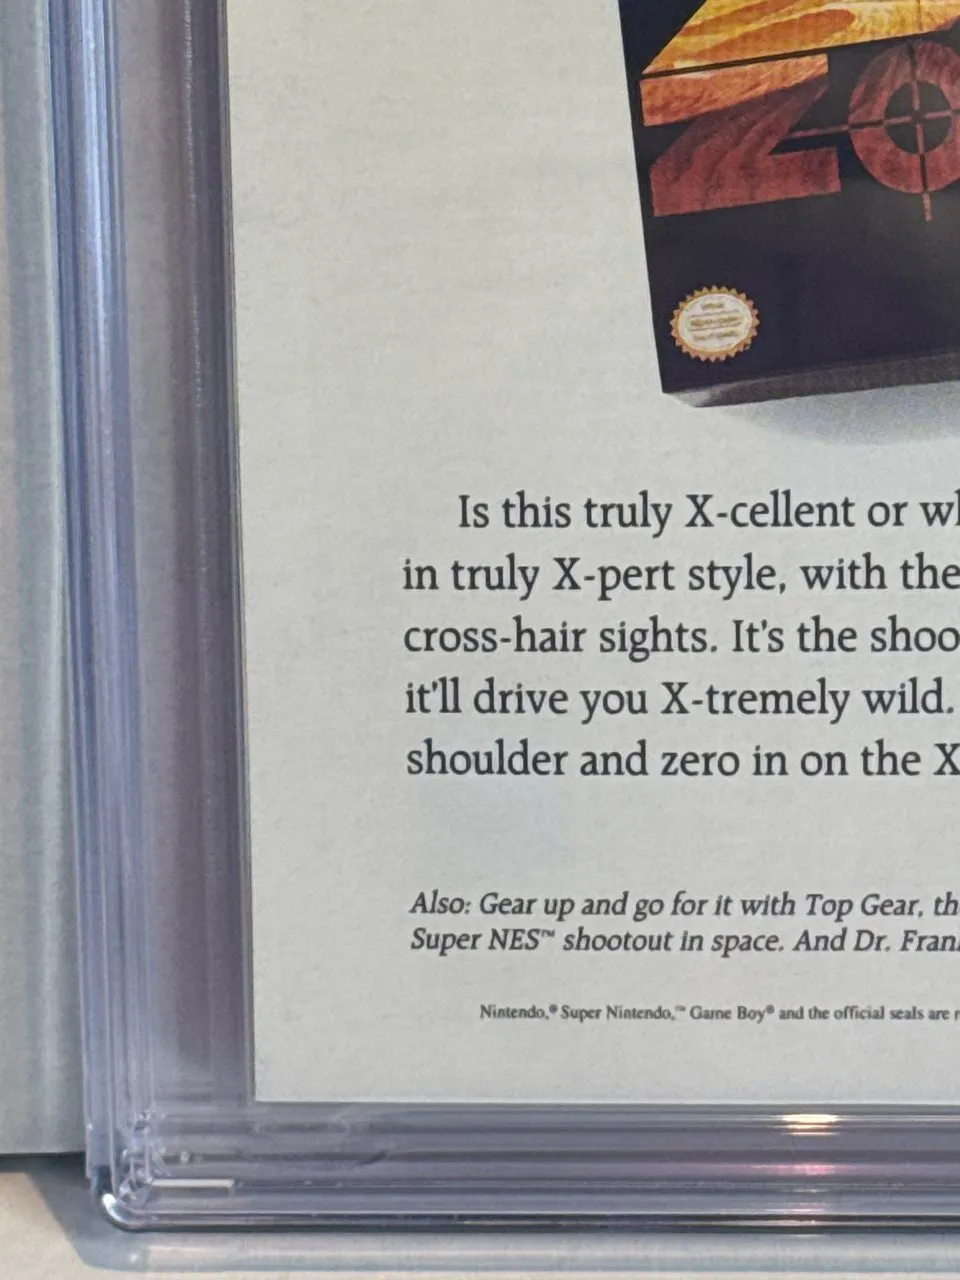 ZO
Is this truly X-cellent or wh
in truly X-pert style, with the
cross-hair sights. It's the shoo
it'll drive you X-tremely wild.
shoulder and zero in on the X
Also: Gear up and go for it with Top Gear, th
Super NES™ shootout in space. And Dr. Fran
Nintendo,® Super Nintendo,™ Game Boy® and the official seals are r